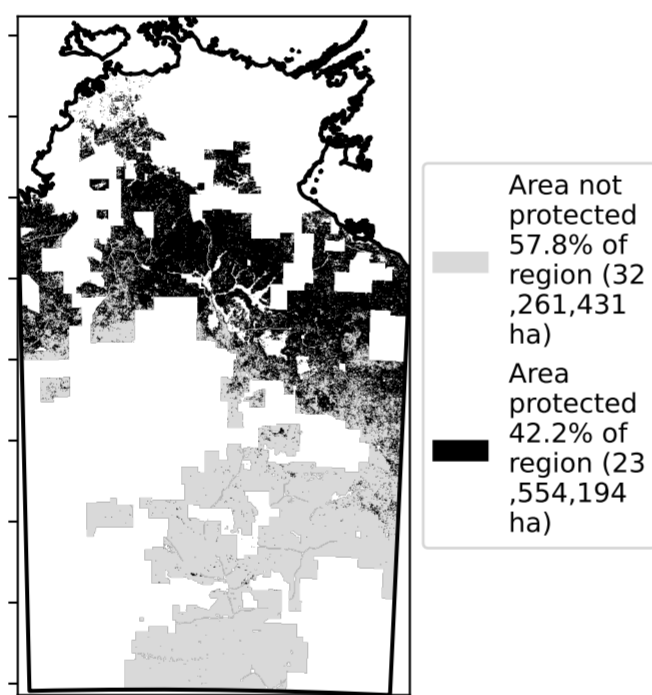 Area not
protected
57.8% of
region (32
,261,431
ha)
Area
protected
42.2% of
region (23
,554,194
ha)